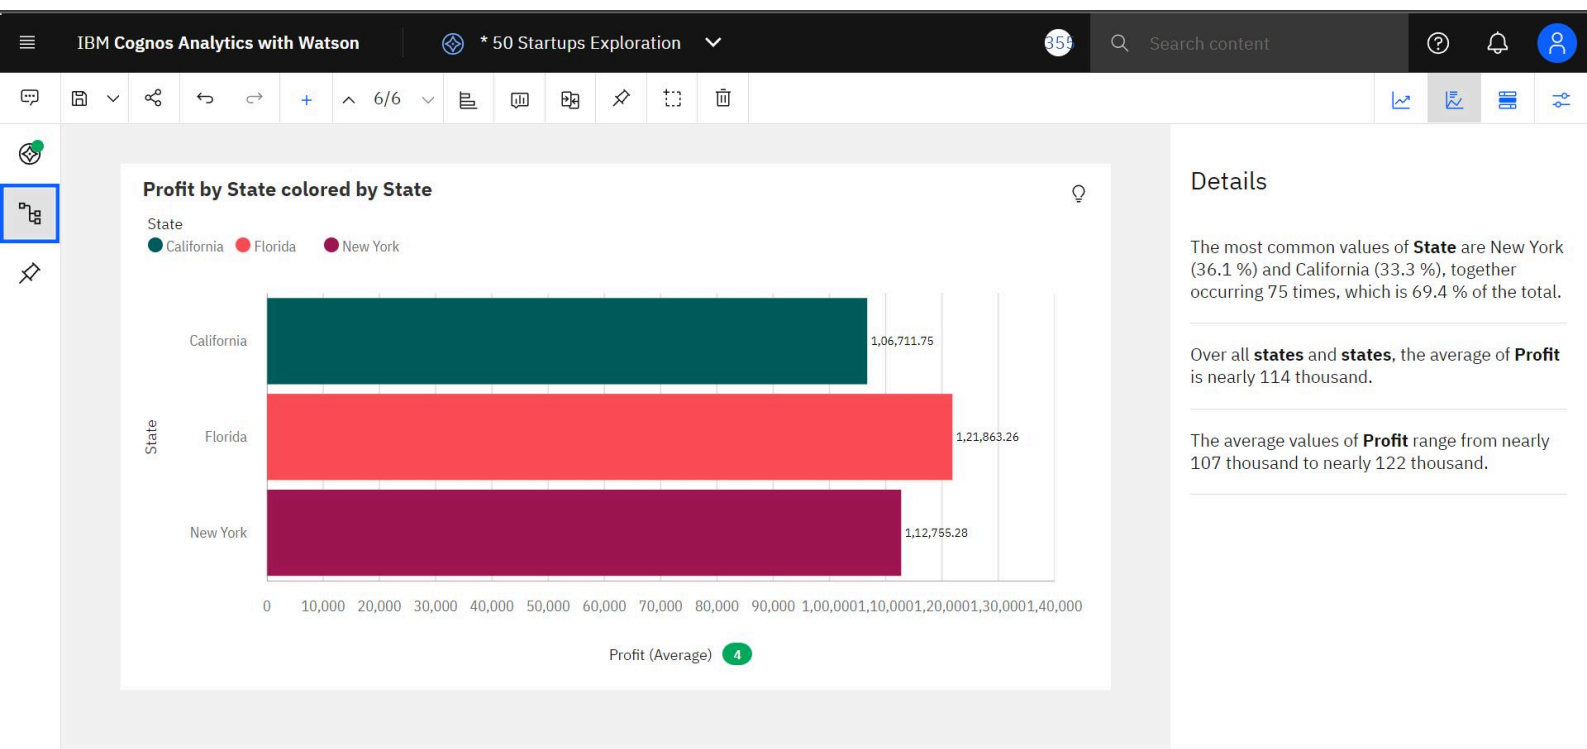 IBM Cognos Analytics with Watson
* 50 Startups Exploration
355
Search content
6/6
Profit by State colored by State
State
California Florida New York
California
1,06,711.75
Florida
1,21,863.26
New York
1,12,755.28
State
0 10,000 20,000 30,000 40,000 50,000 60,000 70,000 80,000 90,000 1,00,000 1,10,000 1,20,000 1,30,000 1,40,000
Profit (Average) 4
Details
The most common values of State are New York
(36.1 %) and California (33.3 %), together
occurring 75 times, which is 69.4 % of the total.
Over all states and states, the average of Profit
is nearly 114 thousand.
The average values of Profit range from nearly
107 thousand to nearly 122 thousand.